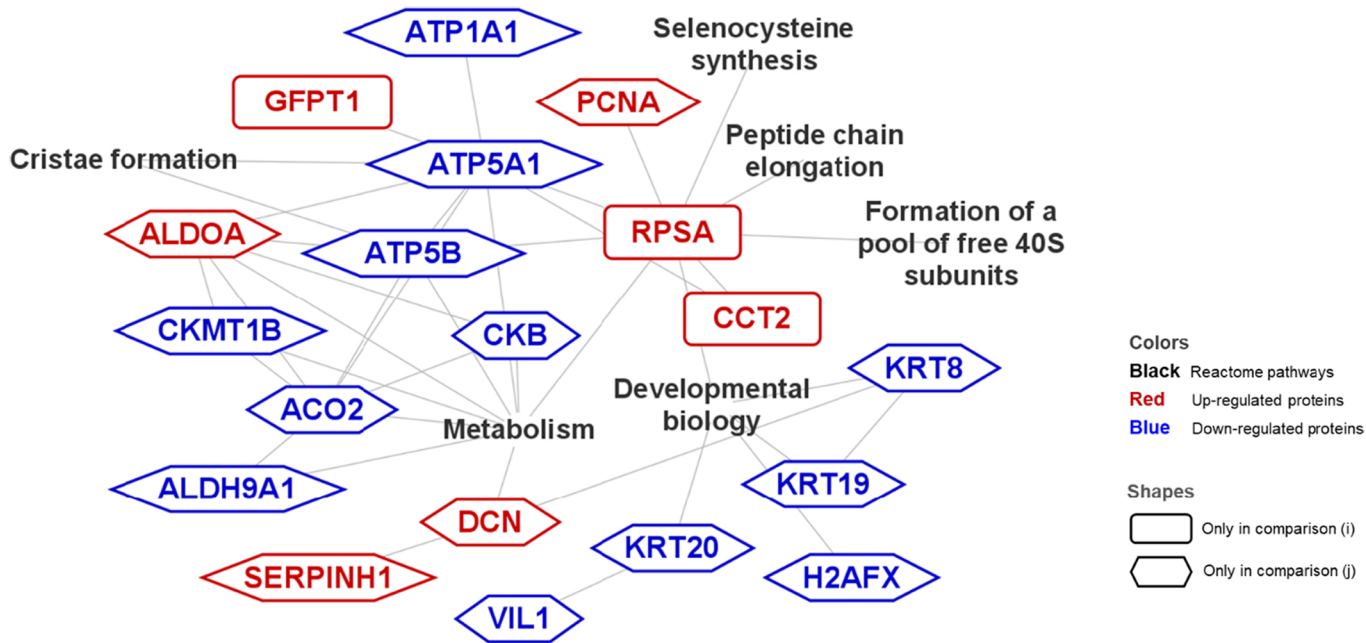 ATP1A1
Selenocysteine
synthesis
GFPT1
PCNA
Peptide chain
elongation
Cristae formation
ATP5A1
ALDOA
ATP5B
RPSA
Formation of a
pool of free 40S
subunits
CKMT1B
CKB
CCT2
KRT8
ACO2
Metabolism
Developmental
biology
ALDH9A1
KRT19
DCN
KRT20
SERPINH1
H2AFX
VIL1
Colors
Black Reactome pathways
Red Up-regulated proteins
Blue Down-regulated proteins
Shapes
Only in comparison (i)
Only in comparison (j)